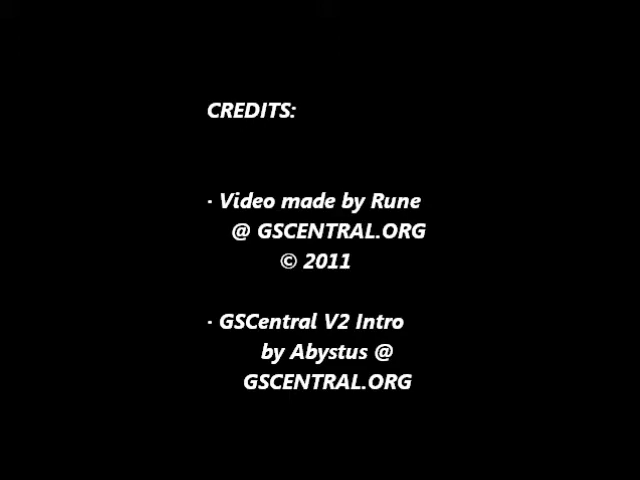 CREDITS:
· Video made by Rune
@ GSCENTRAL.ORG
© 2011
· GSCentral V2 Intro
by Abystus @
GSCENTRAL.ORG